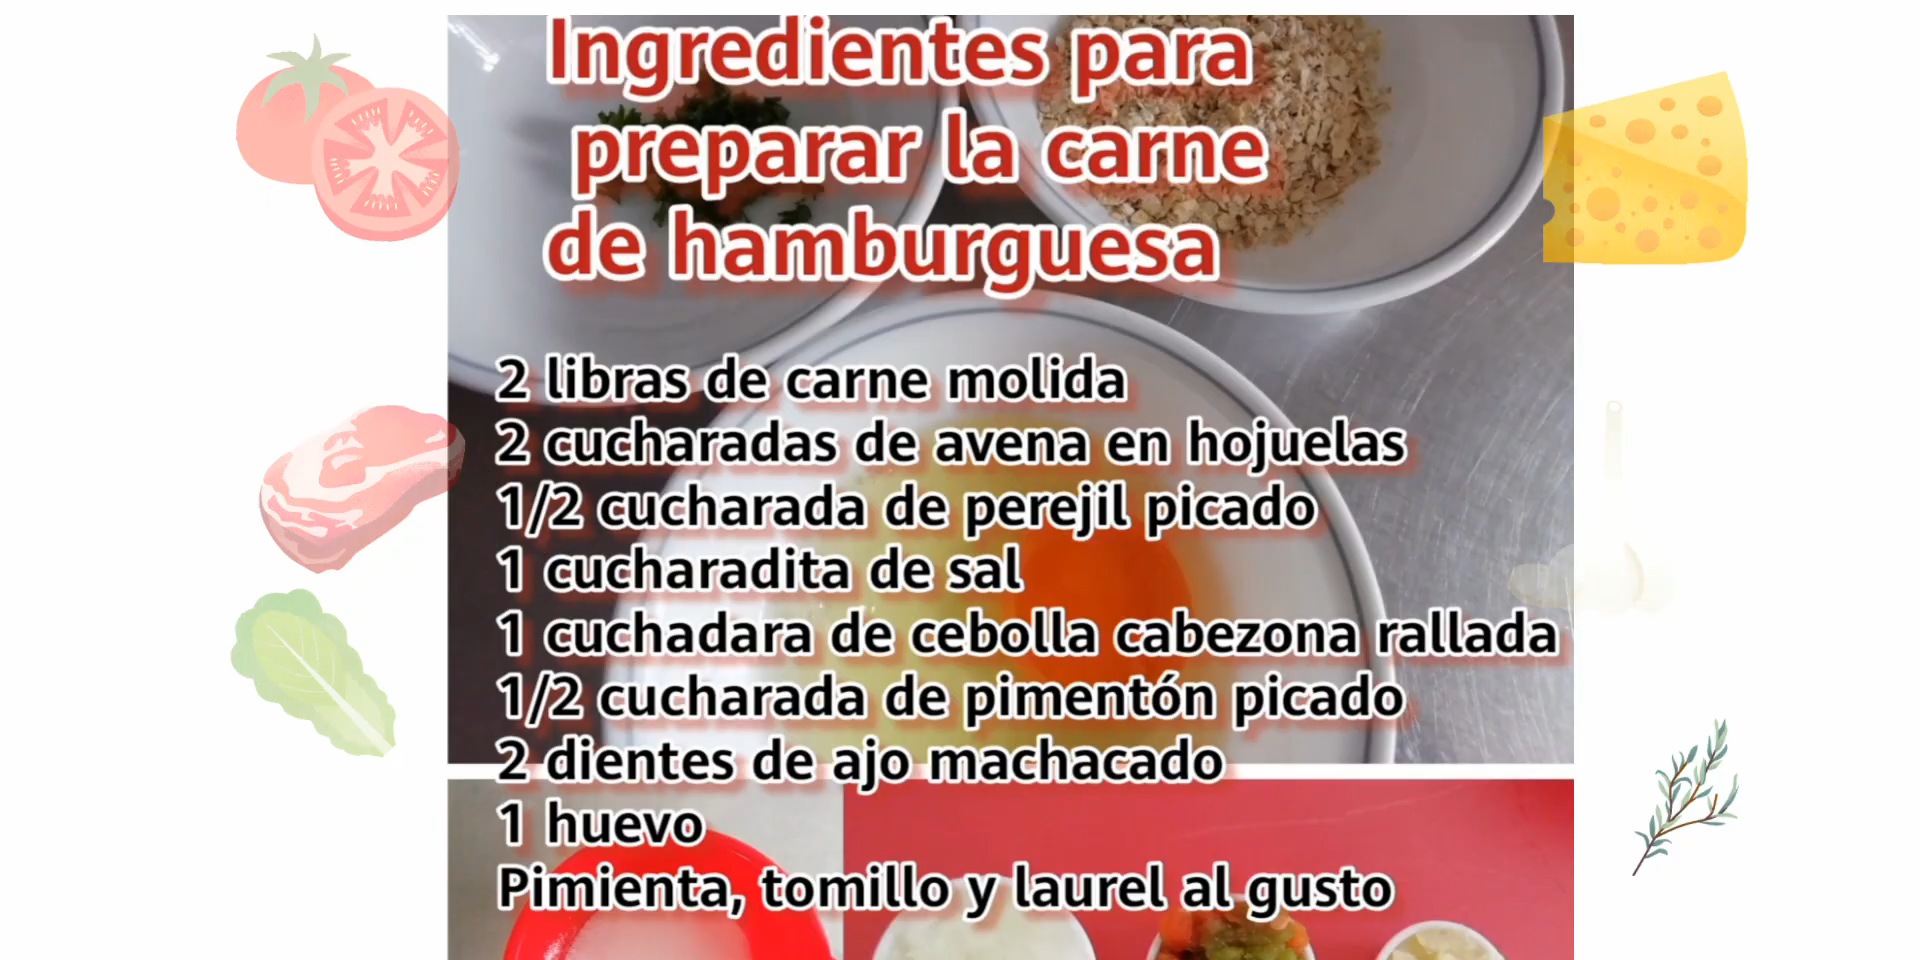 Ingredientes para
preparar la carne
de hamburguesa
2 libras de carne molida
2 cucharadas de avena en hojuelas
1/2 cucharada de perejil picado
1 cucharadita de sal
1 cuchadara de cebolla cabezona rallada
1/2 cucharada de pimentón picado
2 dientes de ajo machacado
1 huevo
Pimienta, tomillo y laurel al gusto